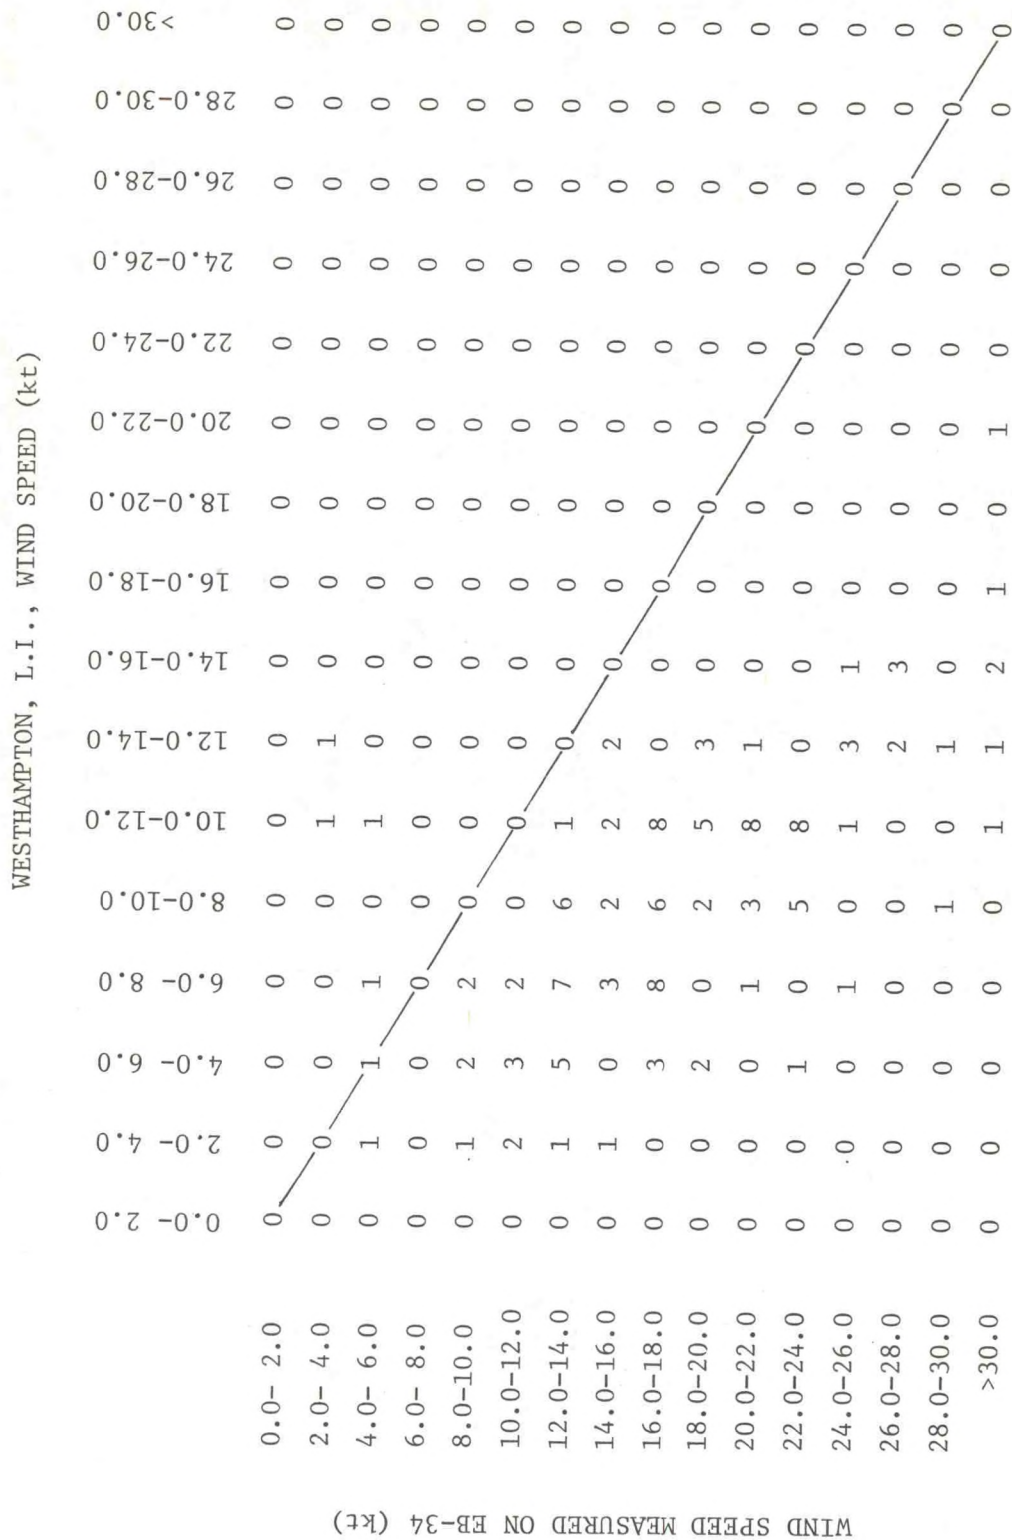 WESTHAMPTON, L.I., WIND SPEED (kt)
0.0- 2.0 2.0- 4.0 4.0- 6.0 6.0- 8.0 8.0-10.0 10.0-12.0 12.0-14.0 14.0-16.0 16.0-18.0 18.0-20.0 20.0-22.0 22.0-24.0 24.0-26.0 26.0-28.0 28.0-30.0 >30.0
WIND SPEED MEASURED ON EB-34 (kt)
0.0- 2.0 0 0 0 0 0 0 0 0 0 0 0 0 0 0 0 0
2.0- 4.0 0 0 0 0 0 1 1 0 0 0 0 0 0 0 0 0
4.0- 6.0 0 1 1 1 0 1 0 0 0 0 0 0 0 0 0 0
6.0- 8.0 0 0 0 0 0 0 0 0 0 0 0 0 0 0 0 0
8.0-10.0 0 1 2 2 0 0 0 0 0 0 0 0 0 0 0 0
10.0-12.0 0 2 3 2 0 0 0 0 0 0 0 0 0 0 0 0
12.0-14.0 0 1 5 7 6 1 0 0 0 0 0 0 0 0 0 0
14.0-16.0 0 1 0 3 2 2 2 0 0 0 0 0 0 0 0 0
16.0-18.0 0 0 3 8 6 8 0 0 0 0 0 0 0 0 0 0
18.0-20.0 0 0 2 0 2 5 3 0 0 0 0 0 0 0 0 0
20.0-22.0 0 0 0 1 3 8 1 0 0 0 0 0 0 0 0 0
22.0-24.0 0 0 1 0 5 8 0 0 0 0 0 0 0 0 0 0
24.0-26.0 0 0 0 1 0 1 3 1 0 0 0 0 0 0 0 0
26.0-28.0 0 0 0 0 0 0 2 3 0 0 0 0 0 0 0 0
28.0-30.0 0 0 0 0 1 0 1 0 0 0 0 0 0 0 0 0
>30.0 0 0 0 0 0 1 1 2 1 0 1 0 0 0 0 0